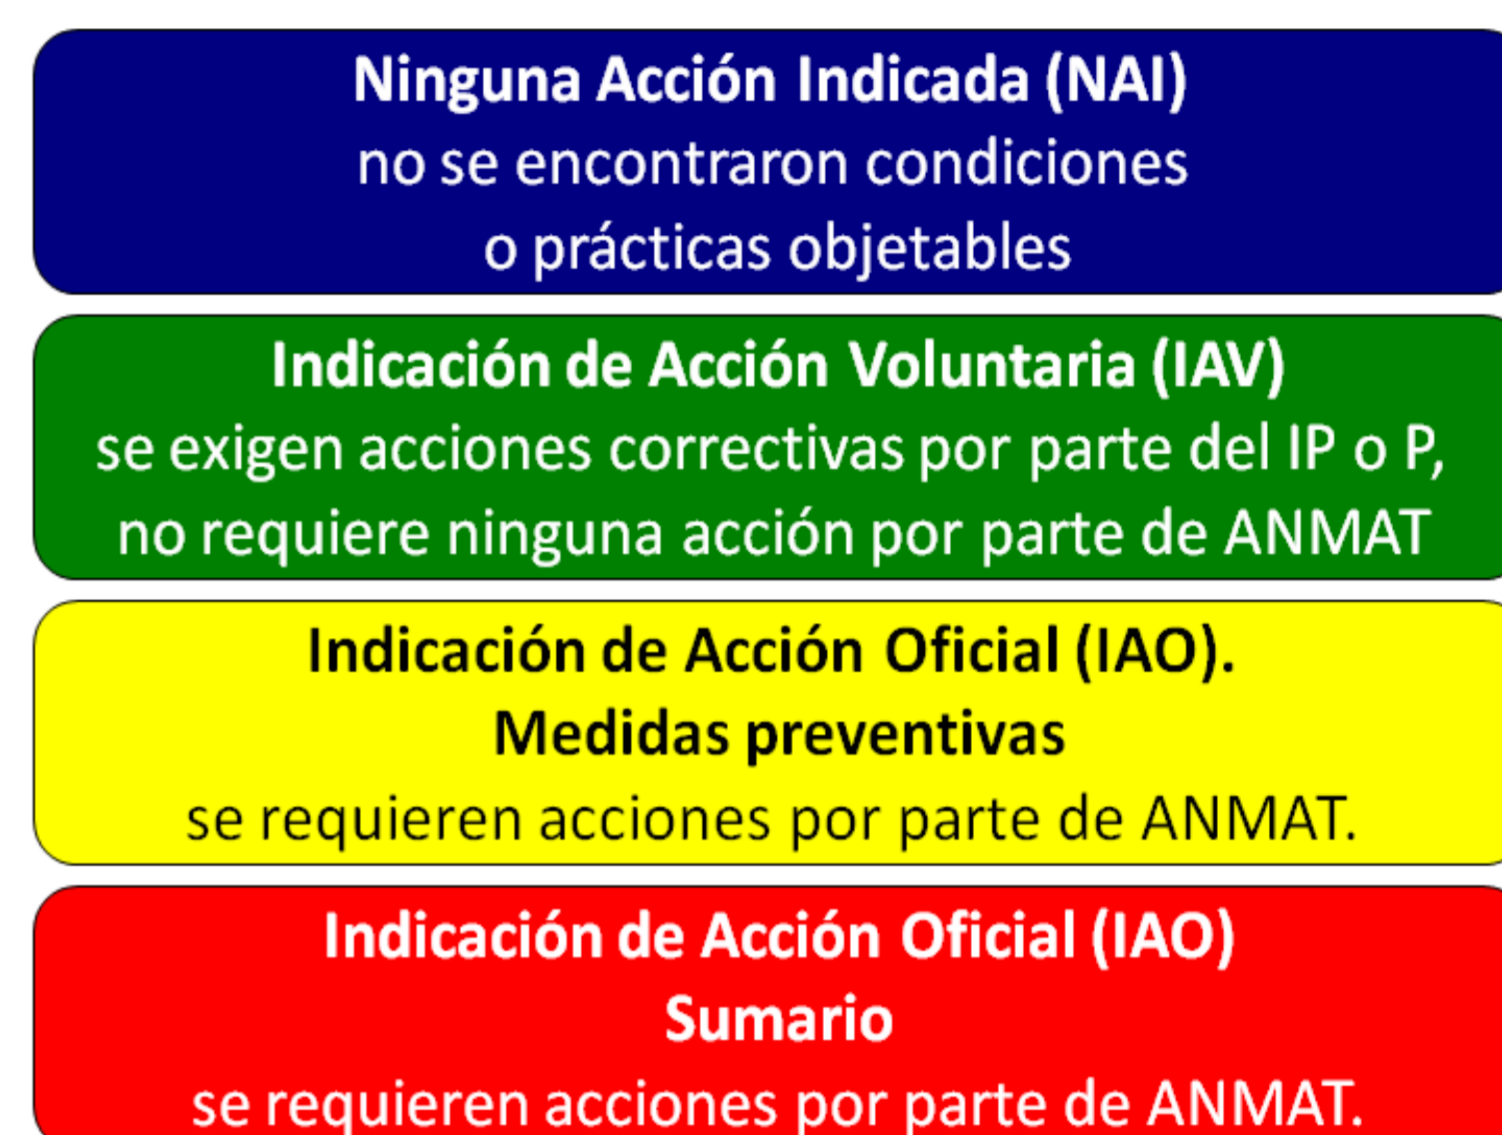 Ninguna Acción Indicada (NAI)
no se encontraron condiciones
o prácticas objetables
Indicación de Acción Voluntaria (IAV)
se exigen acciones correctivas por parte del IP o P,
no requiere ninguna acción por parte de ANMAT
Indicación de Acción Oficial (IAO).
Medidas preventivas
se requieren acciones por parte de ANMAT.
Indicación de Acción Oficial (IAO)
Sumario
se requieren acciones por parte de ANMAT.